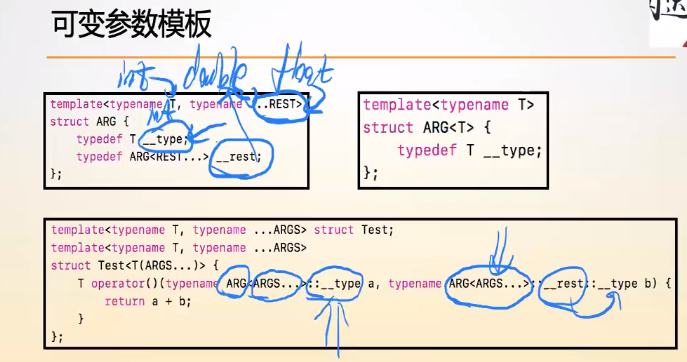 可变参数模板
int double float
template<typename T, typename ...REST>
struct ARG {
int
typedef T __type;
typedef ARG<REST...> __rest;
};
template<typename T>
struct ARG<T> {
typedef T __type;
};
template<typename T, typename ...ARGS> struct Test;
template<typename T, typename ...ARGS>
struct Test<T(ARGS...)> {
T operator()(typename ARG<ARGS...>::__type a, typename ARG<ARGS...>::__rest::__type b) {
return a + b;
}
};